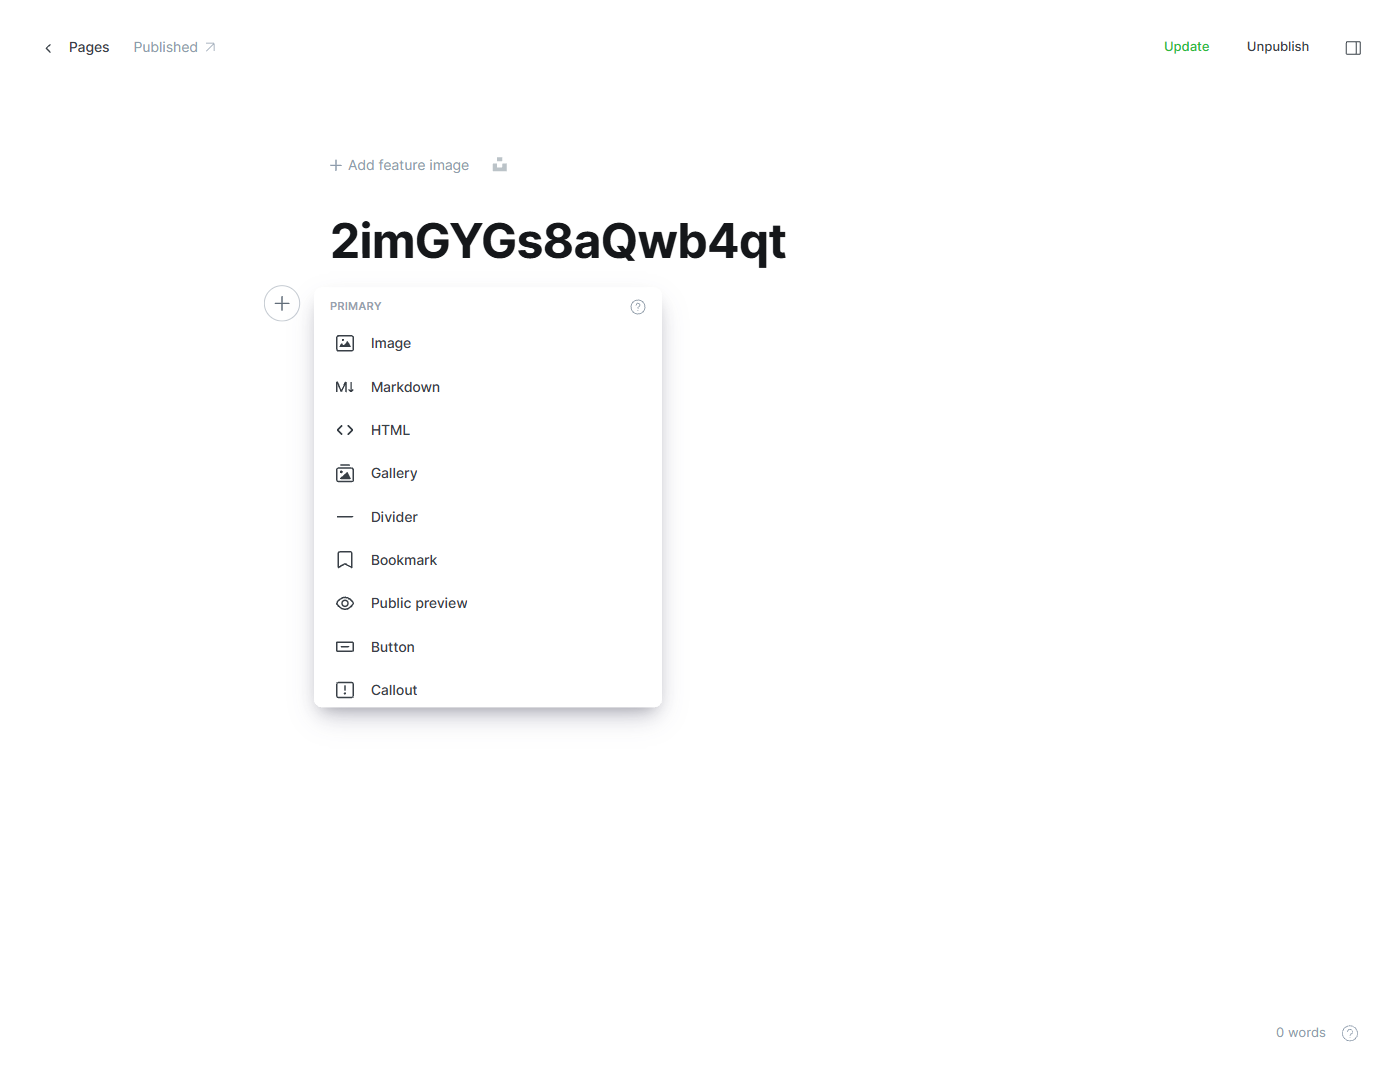 Pages Published Update Unpublish
Add feature image
2imGYGs8aQwb4qt
PRIMARY
Image
Markdown
HTML
Gallery
Divider
Bookmark
Public preview
Button
Callout
0 words